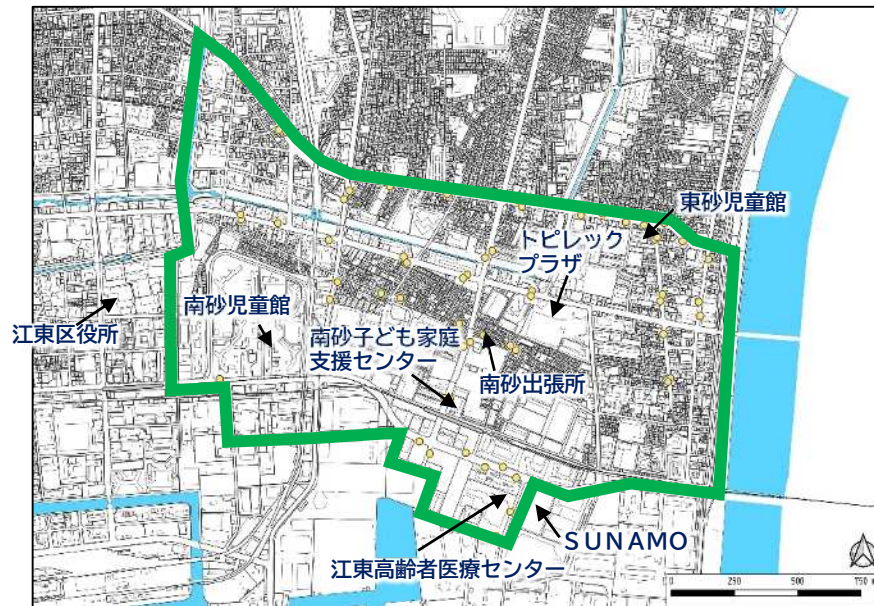 東砂児童館
トピレック
プラザ
南砂児童館
江東区役所
南砂子ども家庭
支援センター
南砂出張所
SUNAMO
江東高齢者医療センター
0 250 500 750